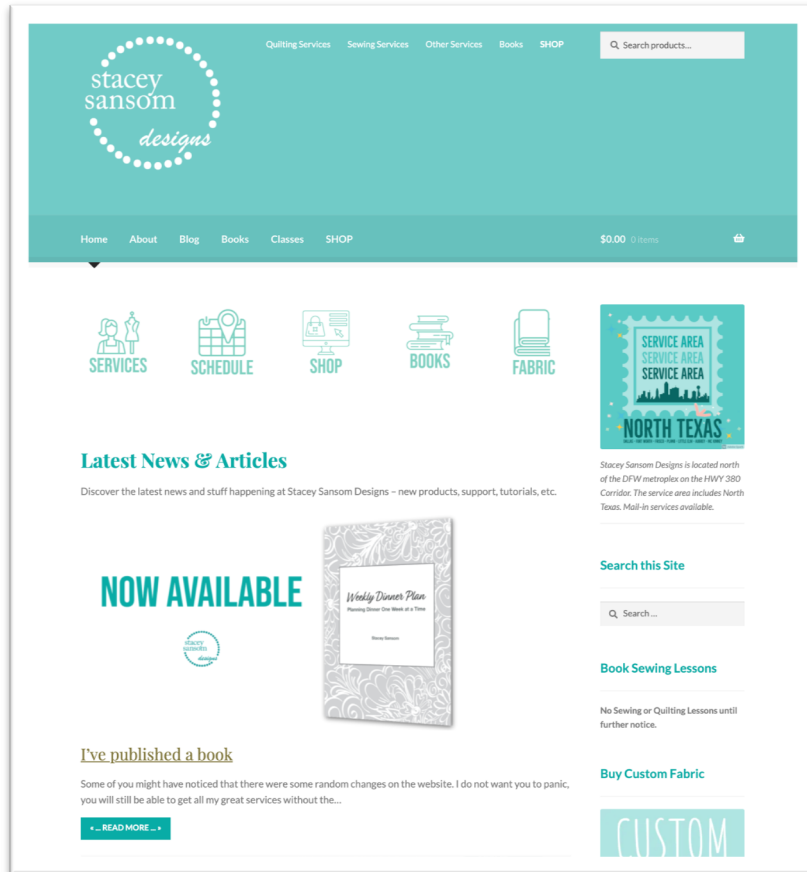 stacey
sansom
designs
Quilting Services Sewing Services Other Services Books SHOP
Search products...
Home About Blog Books Classes SHOP
$0.00 0 items
SERVICES
SCHEDULE
SHOP
BOOKS
FABRIC
SERVICE AREA
SERVICE AREA
SERVICE AREA
NORTH TEXAS
Stacey Sansom Designs is located north
of the DFW metroplex on the HWY 380
Corridor. The service area includes North
Texas. Mail-in services available.
Latest News & Articles
Discover the latest news and stuff happening at Stacey Sansom Designs – new products, support, tutorials, etc.
NOW AVAILABLE
stacey
sansom
designs
Weekly Dinner Plan
Planning Dinner One Week at a Time
Stacey Sansom
I've published a book
Some of you might have noticed that there were some random changes on the website. I do not want you to panic,
you will still be able to get all my great services without the…
« ... READ MORE ... »
Search this Site
Search …
Book Sewing Lessons
No Sewing or Quilting Lessons until
further notice.
Buy Custom Fabric
CUSTOM